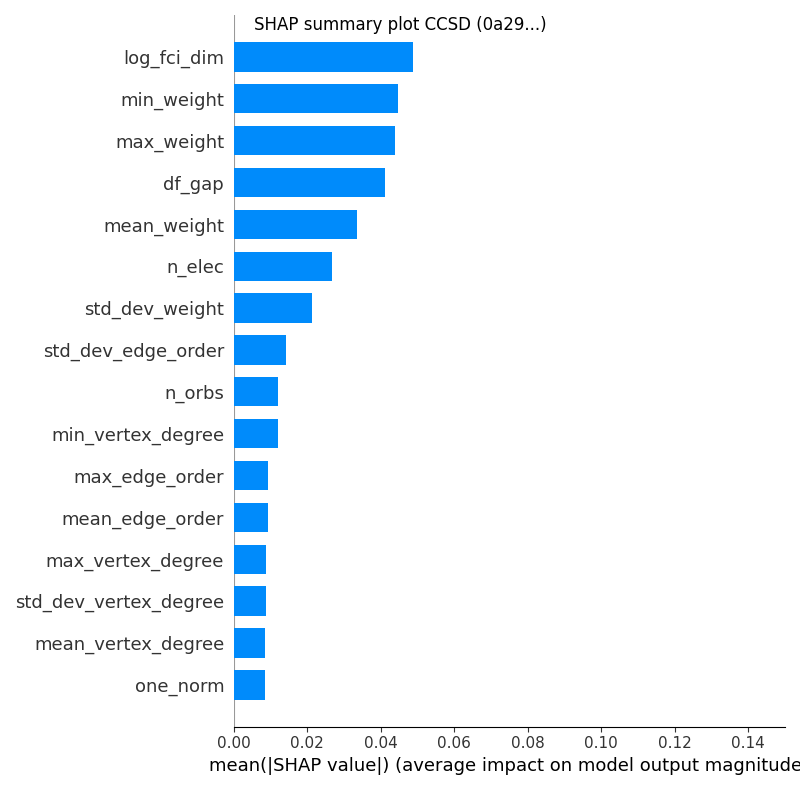 SHAP summary plot CCSD (0a29...)
log_fci_dim
min_weight
max_weight
df_gap
mean_weight
n_elec
std_dev_weight
std_dev_edge_order
n_orbs
min_vertex_degree
max_edge_order
mean_edge_order
max_vertex_degree
std_dev_vertex_degree
mean_vertex_degree
one_norm
0.00 0.02 0.04 0.06 0.08 0.10 0.12 0.14
mean(|SHAP value|) (average impact on model output magnitude